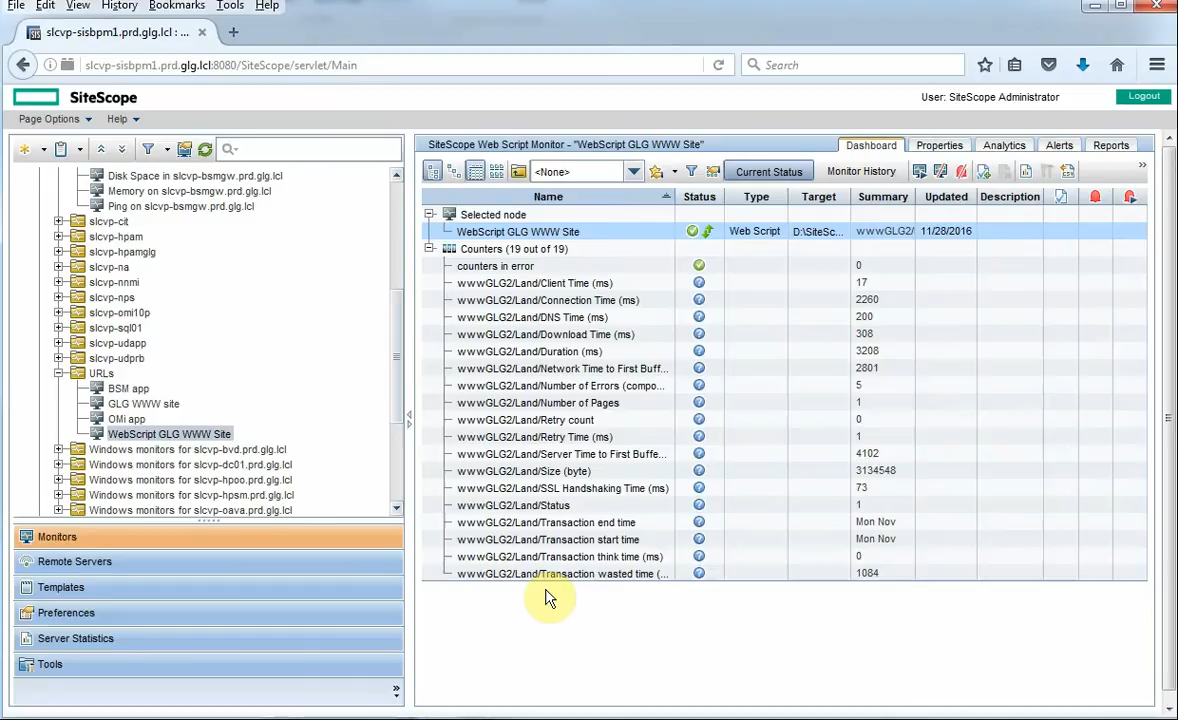 File Edit View History Bookmarks Tools Help
slcvp-sisbpm1.prd.glg.lcl : ...
slcvp-sisbpm1.prd.glg.lcl:8080/SiteScope/servlet/Main
Search
SiteScope
User: SiteScope Administrator
Logout
Page Options Help
SiteScope Web Script Monitor - "WebScript GLG WWW Site"
Dashboard Properties Analytics Alerts Reports
<None>
Current Status
Monitor History
Disk Space in slcvp-bsmgw.prd.glg.lcl
Memory on slcvp-bsmgw.prd.glg.lcl
Ping on slcvp-bsmgw.prd.glg.lcl
slcvp-cit
slcvp-hpam
slcvp-hpamglg
slcvp-na
slcvp-nnmi
slcvp-nps
slcvp-omi10p
slcvp-sql01
slcvp-udapp
slcvp-udprb
URLs
BSM app
GLG WWW site
OMi app
WebScript GLG WWW Site
Windows monitors for slcvp-bvd.prd.glg.lcl
Windows monitors for slcvp-dc01.prd.glg.lcl
Windows monitors for slcvp-hpoo.prd.glg.lcl
Windows monitors for slcvp-hpsm.prd.glg.lcl
Windows monitors for slcvp-oava.prd.glg.lcl
Monitors
Remote Servers
Templates
Preferences
Server Statistics
Tools
Name Status Type Target Summary Updated Description
Selected node
WebScript GLG WWW Site Web Script D:\SiteSc... wwwGLG2/ 11/28/2016
Counters (19 out of 19)
counters in error 0
wwwGLG2/Land/Client Time (ms) 17
wwwGLG2/Land/Connection Time (ms) 2260
wwwGLG2/Land/DNS Time (ms) 200
wwwGLG2/Land/Download Time (ms) 308
wwwGLG2/Land/Duration (ms) 3208
wwwGLG2/Land/Network Time to First Buff... 2801
wwwGLG2/Land/Number of Errors (compo... 5
wwwGLG2/Land/Number of Pages 1
wwwGLG2/Land/Retry count 0
wwwGLG2/Land/Retry Time (ms) 1
wwwGLG2/Land/Server Time to First Buffe... 4102
wwwGLG2/Land/Size (byte) 3134548
wwwGLG2/Land/SSL Handshaking Time (ms) 73
wwwGLG2/Land/Status 1
wwwGLG2/Land/Transaction end time Mon Nov
wwwGLG2/Land/Transaction start time Mon Nov
wwwGLG2/Land/Transaction think time (ms) 0
wwwGLG2/Land/Transaction wasted time (... 1084